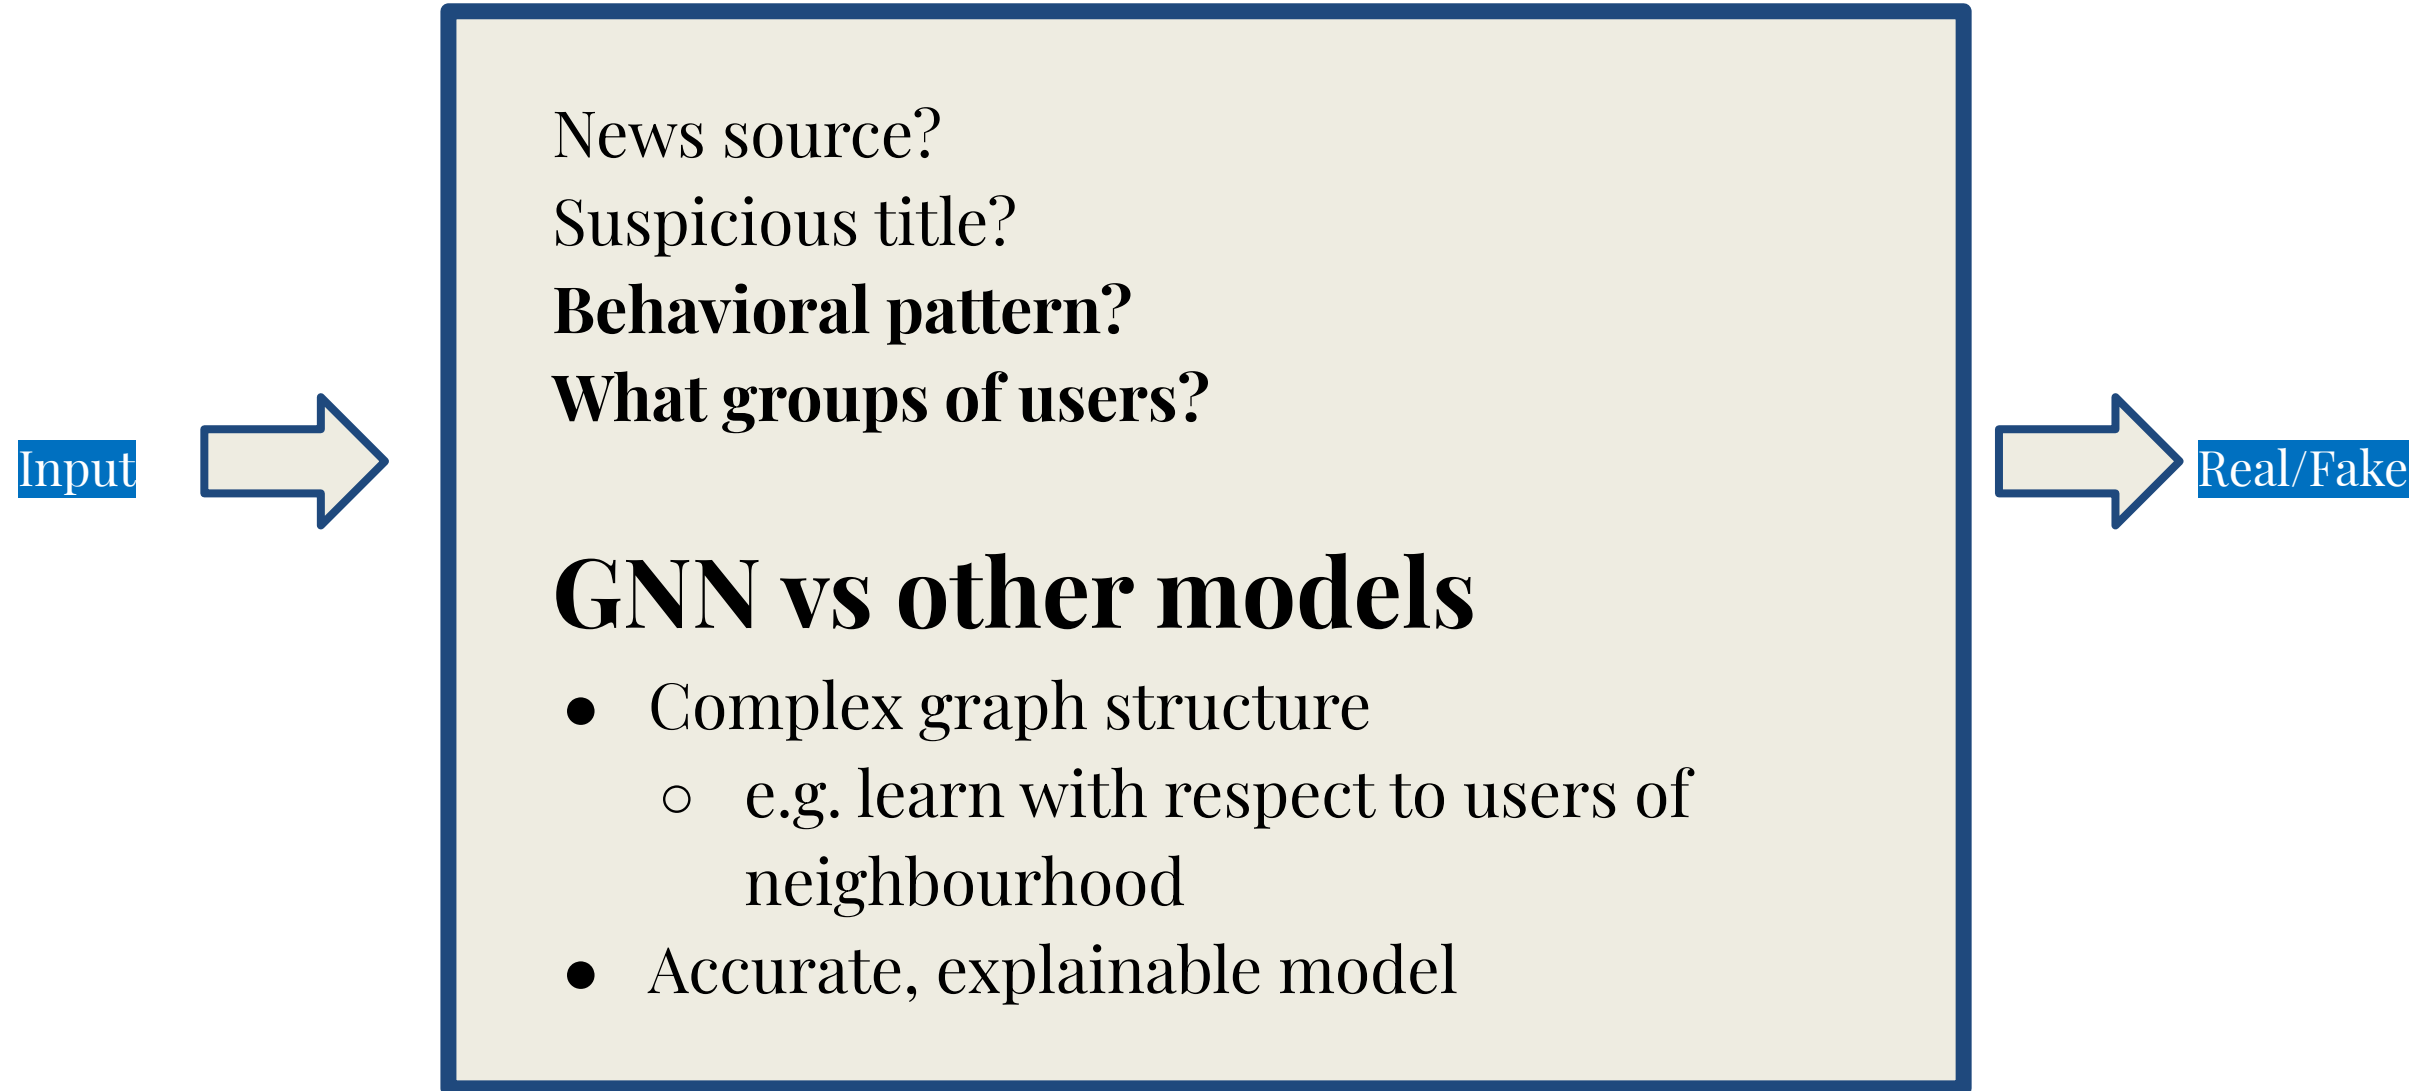 News source?
Suspicious title?
Behavioral pattern?
What groups of users?
Input
Real/Fake
GNN vs other models
● Complex graph structure
○ e.g. learn with respect to users of
neighbourhood
● Accurate, explainable model